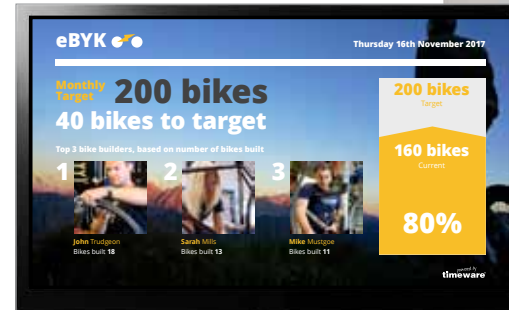 eBYK
Thursday 16th November 2017
Monthly
Target
200 bikes
40 bikes to target
Top 3 bike builders, based on number of bikes built
1
2
3
John Trudgeon
Bikes built 18
Sarah Mills
Bikes built 13
Mike Mustgoe
Bikes built 11
200 bikes
Target
160 bikes
Current
80%
powered by
timeware